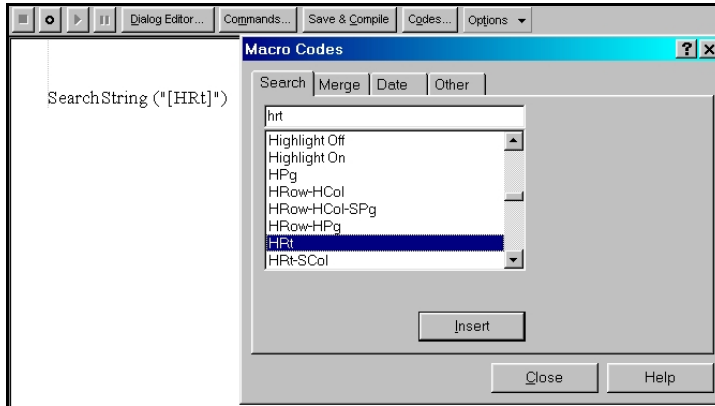 Dialog Editor... Commands... Save & Compile Codes... Options
Macro Codes
SearchString ("[HRt]")
Search Merge Date Other
hrt
Highlight Off
Highlight On
HPg
HRow-HCol
HRow-HCol-SPg
HRow-HPg
HRt
HRt-SCol
Insert
Close Help